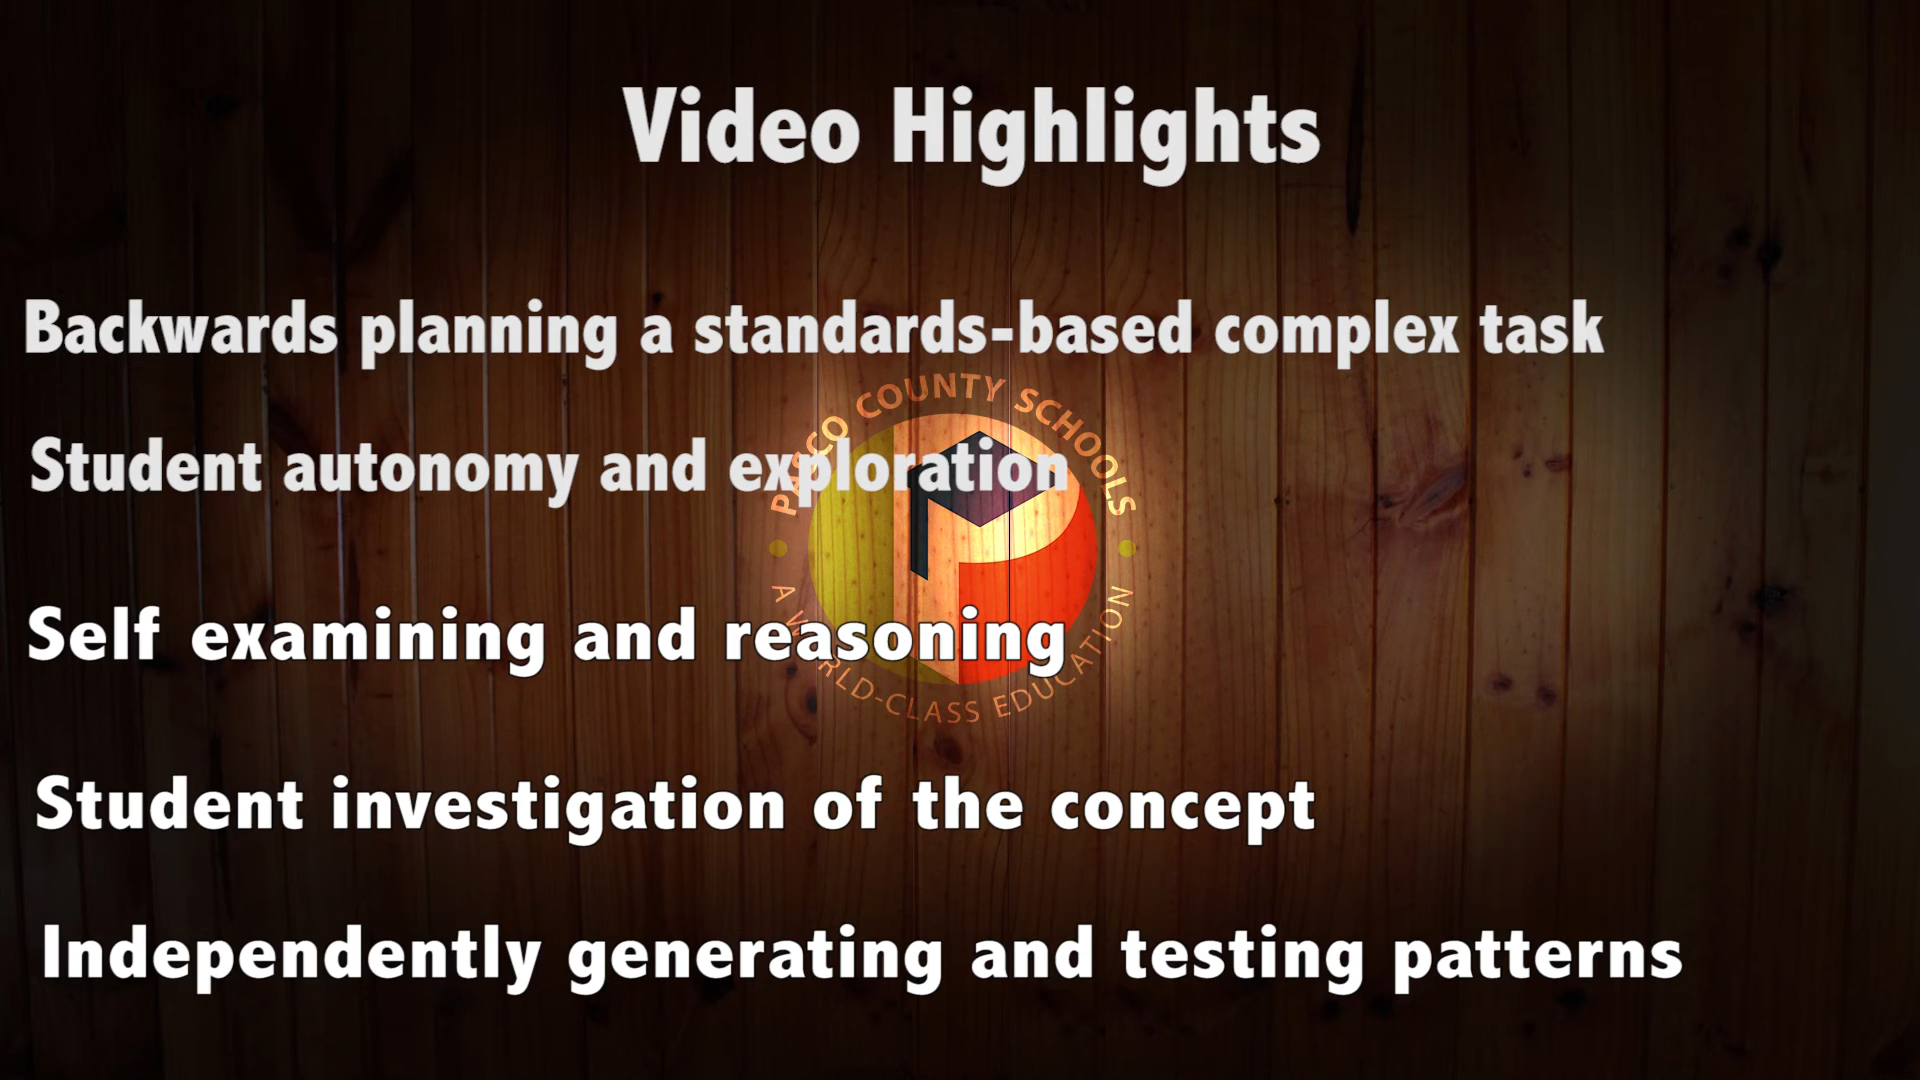 Video Highlights
Backwards planning a standards-based complex task
PASCO COUNTY SCHOOLS
Student autonomy and exploration
Self examining and reasoning
A WORLD-CLASS EDUCATION
Student investigation of the concept
Independently generating and testing patterns